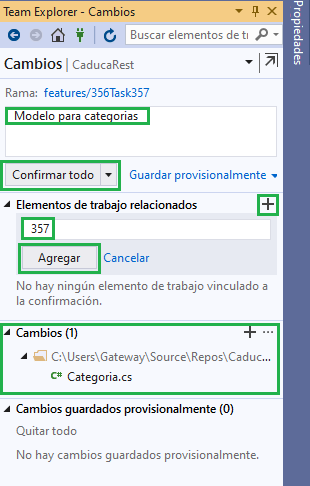 Team Explorer - Cambios
Buscar elementos de tr
Cambios | CaducaRest
Rama: features/356Task357
Modelo para categorias
Confirmar todo
Guardar provisionalmente
Elementos de trabajo relacionados
357
Agregar
Cancelar
No hay ningún elemento de trabajo vinculado a
la confirmación.
Cambios (1)
C:\Users\Gateway\Source\Repos\Caduc...
C# Categoria.cs
Cambios guardados provisionalmente (0)
Quitar todo
No hay cambios guardados provisionalmente.
Propiedades